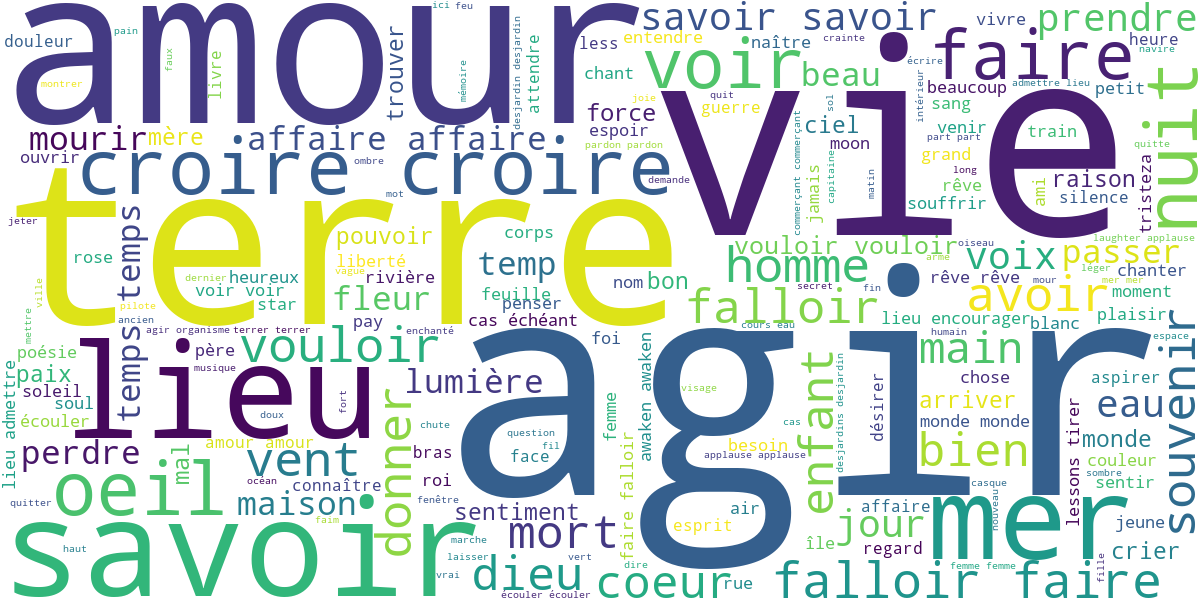 amour
vie
terre
agir
lieu
savoir
savoir savoir
voir
beau
faire
prendre
nuit
croire croire
affaire affaire
mourir
mère
douleur
pain
ici
feu
montrer
faux
livre
trouver
mémoire
desjardin desjardin
attendre
less
entendre
naître
crainte
vivre
heure
navire
écrire
chant
force
espoir
joie
quit
guerre
pardon pardon
ciel
sol
moon
intérieur
beaucoup
admettre lieu
petit
sang
venir
part part
train
quitte
grand
long
rêve
ami
raison
silence
tristeza
souffrir
matin
capitaine
jamais
commerçant commerçant
demande
ouvrir
ombre
mot
jeter
rose
temps temps
pouvoir
liberté
vague
rivière
corps
temp
feuille
penser
cas échéant
nom
bon
homme
vouloir vouloir
oiseau
arme
voix
laughter applause
passer
léger
chanter
mer mer
moment
rêve rêve
mour
avoir
secret
fin
falloir
lieu encourager
blanc
plaisir
espace
dernier
heureux
voir voir
star
fleur
pay
pilote
ville
mettre
ancien
agir organisme
terrer terrer
enchanté
foi
cours eau
humain
poésie
paix
soleil
soul
écouler
père
musique
vouloir
lumière
fort
doux
lieu admettre
perdre
mal
amour amour
vent
océan
connaître
donner
chute
bras
roi
question
fil
face
femme
awaken awaken
visage
besoin
cas
applause applause
enfant
desjardins desjardins
désirer
main
chose
arriver
monde monde
bien
aspirer
eau
souvenir
lessons tirer
monde
couleur
sentir
sombre
oeil
quitter
maison
faim
fenêtre
sentiment
mort
marche
laisser
vrai
vert
dire
faire falloir
esprit
air
île
jour
affaire
regard
casque
nouveau
mer
jeune
crier
fille
femme femme
haut
dieu
écouler écouler
coeur
rue
falloir faire